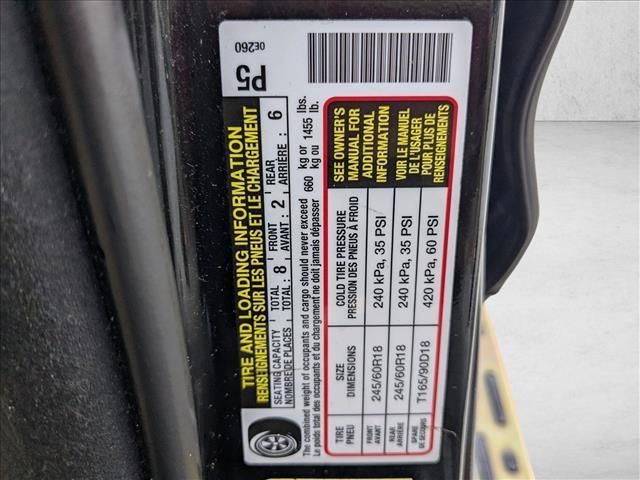 TIRE AND LOADING INFORMATION
RENSEIGNEMENTS SUR LES PNEUS ET LE CHARGEMENT
P5
0E260
SEATING CAPACITY TOTAL FRONT REAR
NOMBRE DE PLACES TOTAL : 8 AVANT : 2 ARRIÈRE : 6
The combined weight of occupants and cargo should never exceed 660 kg or 1455 lbs.
Le poids total des occupants et du chargement ne doit jamais dépasser kg ou lb.
TIRE SIZE COLD TIRE PRESSURE
PNEU DIMENSIONS PRESSION DES PNEUS À FROID
FRONT
AVANT 245/60R18 240 kPa, 35 PSI
REAR
ARRIÈRE 245/60R18 240 kPa, 35 PSI
SPARE
DE SECOURS T165/90D18 420 kPa, 60 PSI
SEE OWNER'S
MANUAL FOR
ADDITIONAL
INFORMATION
VOIR LE MANUEL
DE L'USAGER
POUR PLUS DE
RENSEIGNEMENTS